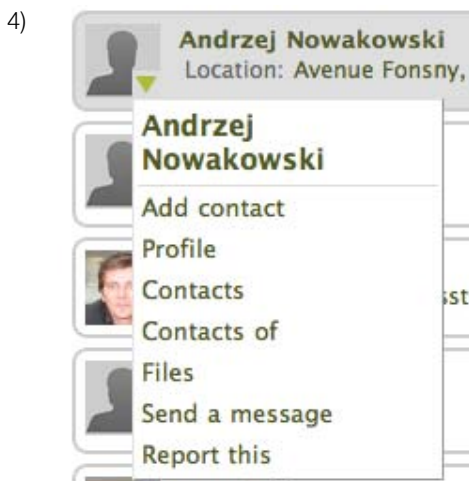 4)
Andrzej Nowakowski
Location: Avenue Fonsny,
Andrzej
Nowakowski
Add contact
Profile
Contacts
sst
Contacts of
Files
Send a message
Report this